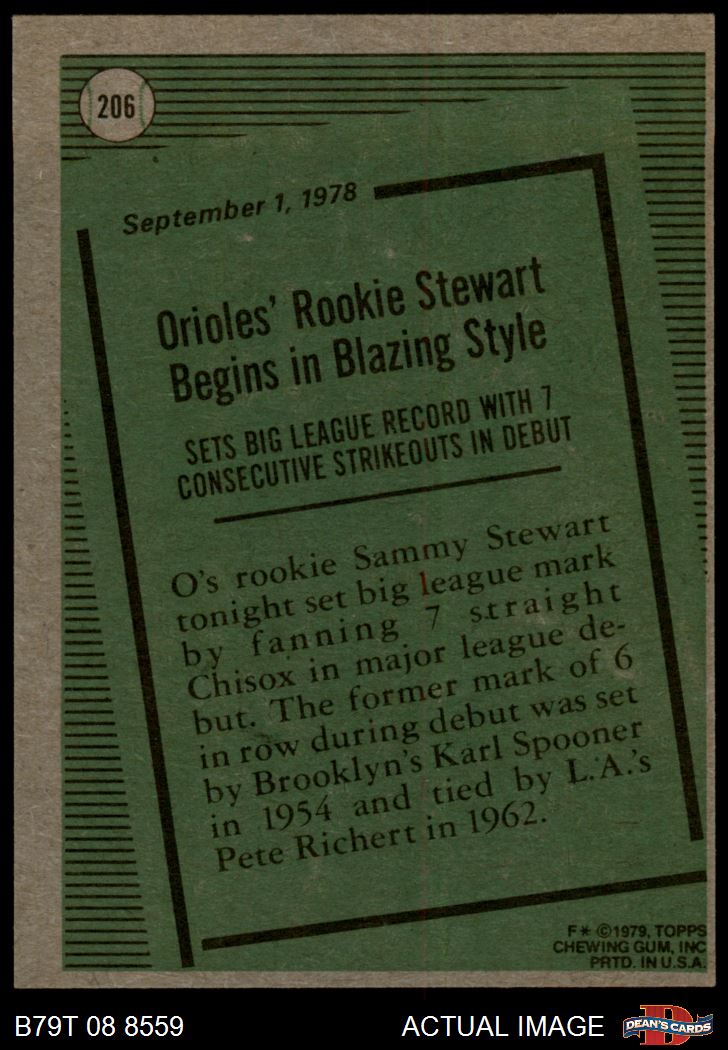 206
September 1, 1978
Orioles' Rookie Stewart
Begins in Blazing Style
SETS BIG LEAGUE RECORD WITH 7
CONSECUTIVE STRIKEOUTS IN DEBUT
O's rookie Sammy Stewart
tonight set big league mark
by fanning 7 straight
Chisox in major league de-
but. The former mark of 6
in row during debut was set
by Brooklyn's Karl Spooner
in 1954 and tied by L.A.'s
Pete Richert in 1962.
F* ©1979, TOPPS
CHEWING GUM, INC
PRTD. IN U.S.A.
B79T 08 8559
ACTUAL IMAGE
D
DEAN'S CARDS